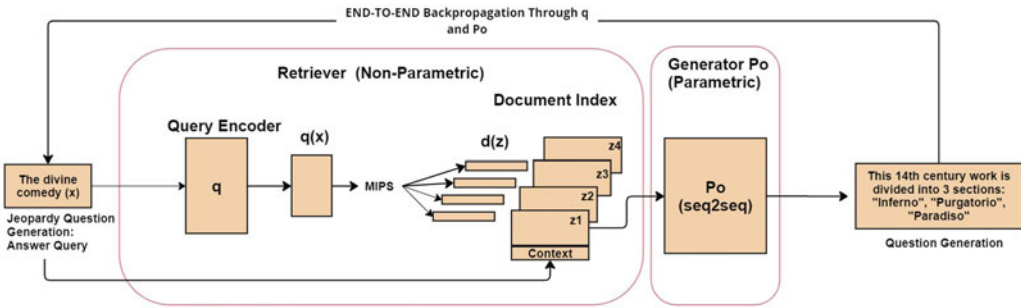 END-TO-END Backpropagation Through q
and Po
Retriever (Non-Parametric)
Generator Po
(Parametric)
Document Index
Query Encoder
q(x)
d(z)
z4
z3
z2
z1
The divine
comedy (x)
q
MIPS
Po
(seq2seq)
This 14th century work is
divided into 3 sections:
"Inferno", "Purgatorio",
"Paradiso"
Jeopardy Question
Generation:
Answer Query
Context
Question Generation